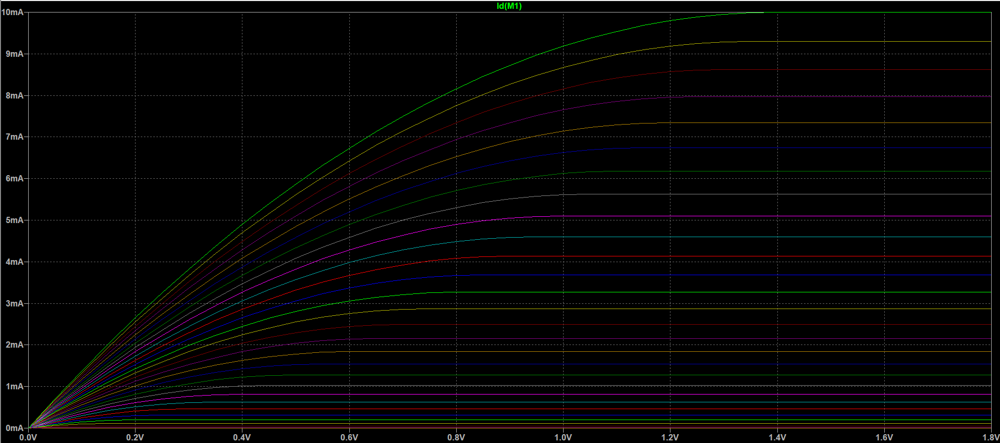 Id(M1)
10mA
9mA
8mA
7mA
6mA
5mA
4mA
3mA
2mA
1mA
0mA
0.0V 0.2V 0.4V 0.6V 0.8V 1.0V 1.2V 1.4V 1.6V 1.8V